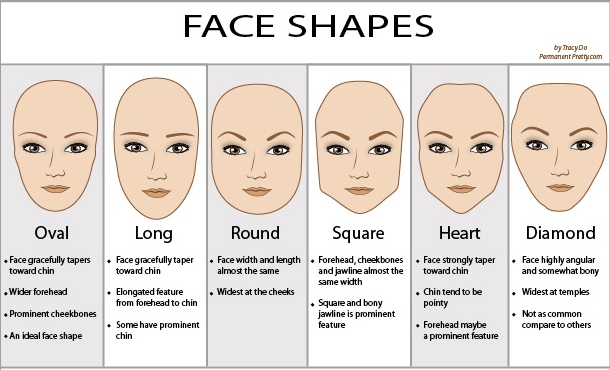 FACE SHAPES
by Tracy Do
Permanent Pretty.com
Oval
Face gracefully tapers
toward chin
Wider forehead
Prominent cheekbones
An ideal face shape
Long
Face gracefully taper
toward chin
Elongated feature
from forehead to chin
Some have prominent
chin
Round
Face width and length
almost the same
Widest at the cheeks
Square
Forehead, cheekbones
and jawline almost the
same width
Square and bony
jawline is prominent
feature
Heart
Face strongly taper
toward chin
Chin tend to be
pointy
Forehead maybe
a prominent feature
Diamond
Face highly angular
and somewhat bony
Widest at temples
Not as common
compare to others